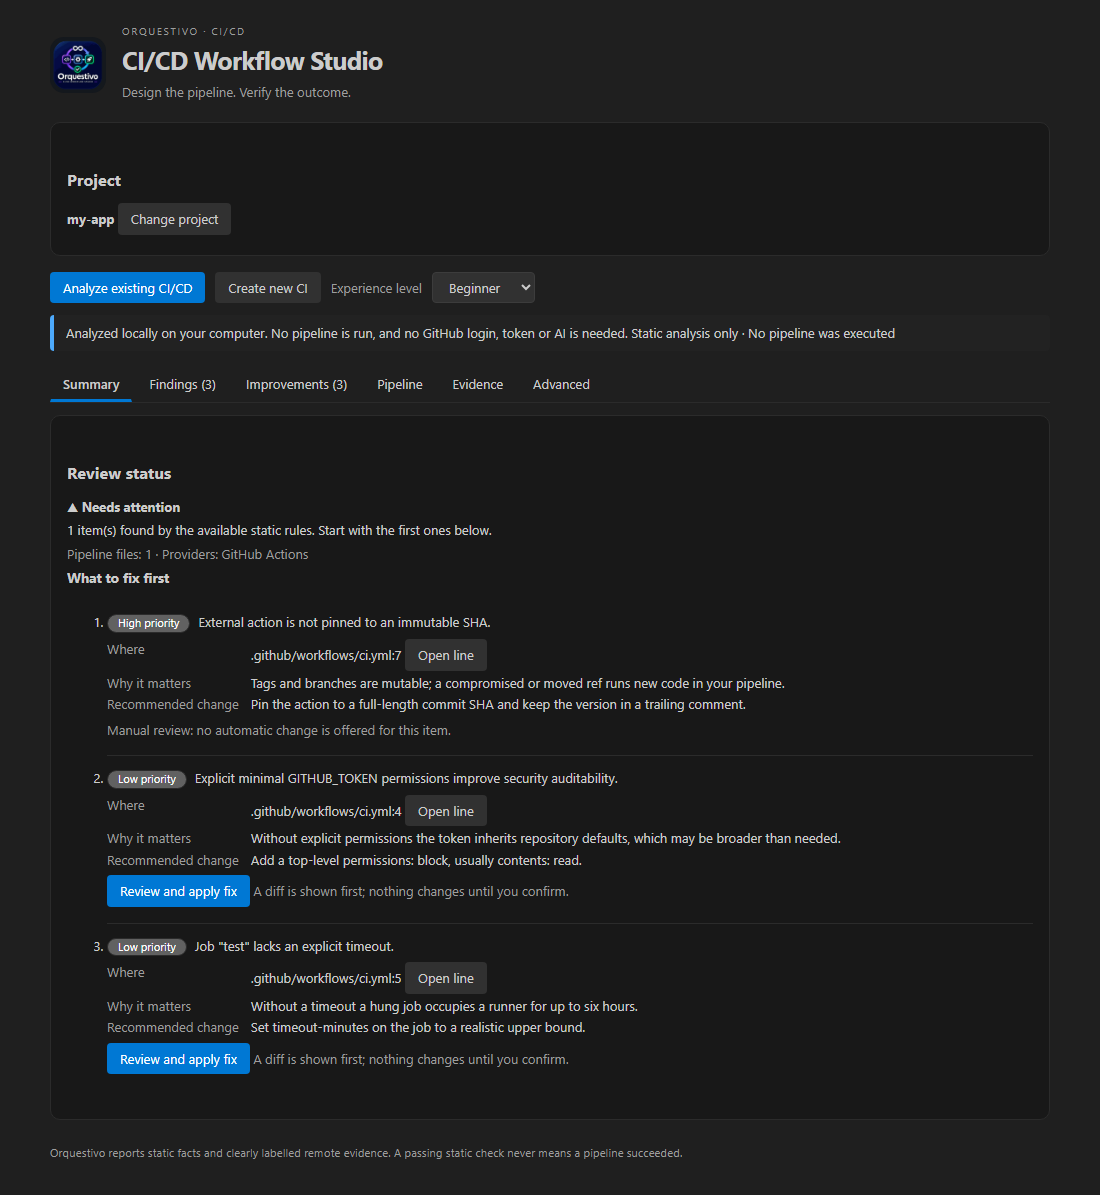 ORQUESTIVO · CI/CD
Orquestivo
CI/CD Workflow Studio
Design the pipeline. Verify the outcome.
Project
my-app Change project
Analyze existing CI/CD Create new CI Experience level Beginner
Analyzed locally on your computer. No pipeline is run, and no GitHub login, token or AI is needed. Static analysis only · No pipeline was executed
Summary Findings (3) Improvements (3) Pipeline Evidence Advanced
Review status
▲ Needs attention
1 item(s) found by the available static rules. Start with the first ones below.
Pipeline files: 1 · Providers: GitHub Actions
What to fix first
1. High priority External action is not pinned to an immutable SHA.
Where .github/workflows/ci.yml:7 Open line
Why it matters Tags and branches are mutable; a compromised or moved ref runs new code in your pipeline.
Recommended change Pin the action to a full-length commit SHA and keep the version in a trailing comment.
Manual review: no automatic change is offered for this item.
2. Low priority Explicit minimal GITHUB_TOKEN permissions improve security auditability.
Where .github/workflows/ci.yml:4 Open line
Why it matters Without explicit permissions the token inherits repository defaults, which may be broader than needed.
Recommended change Add a top-level permissions: block, usually contents: read.
Review and apply fix A diff is shown first; nothing changes until you confirm.
3. Low priority Job "test" lacks an explicit timeout.
Where .github/workflows/ci.yml:5 Open line
Why it matters Without a timeout a hung job occupies a runner for up to six hours.
Recommended change Set timeout-minutes on the job to a realistic upper bound.
Review and apply fix A diff is shown first; nothing changes until you confirm.
Orquestivo reports static facts and clearly labelled remote evidence. A passing static check never means a pipeline succeeded.